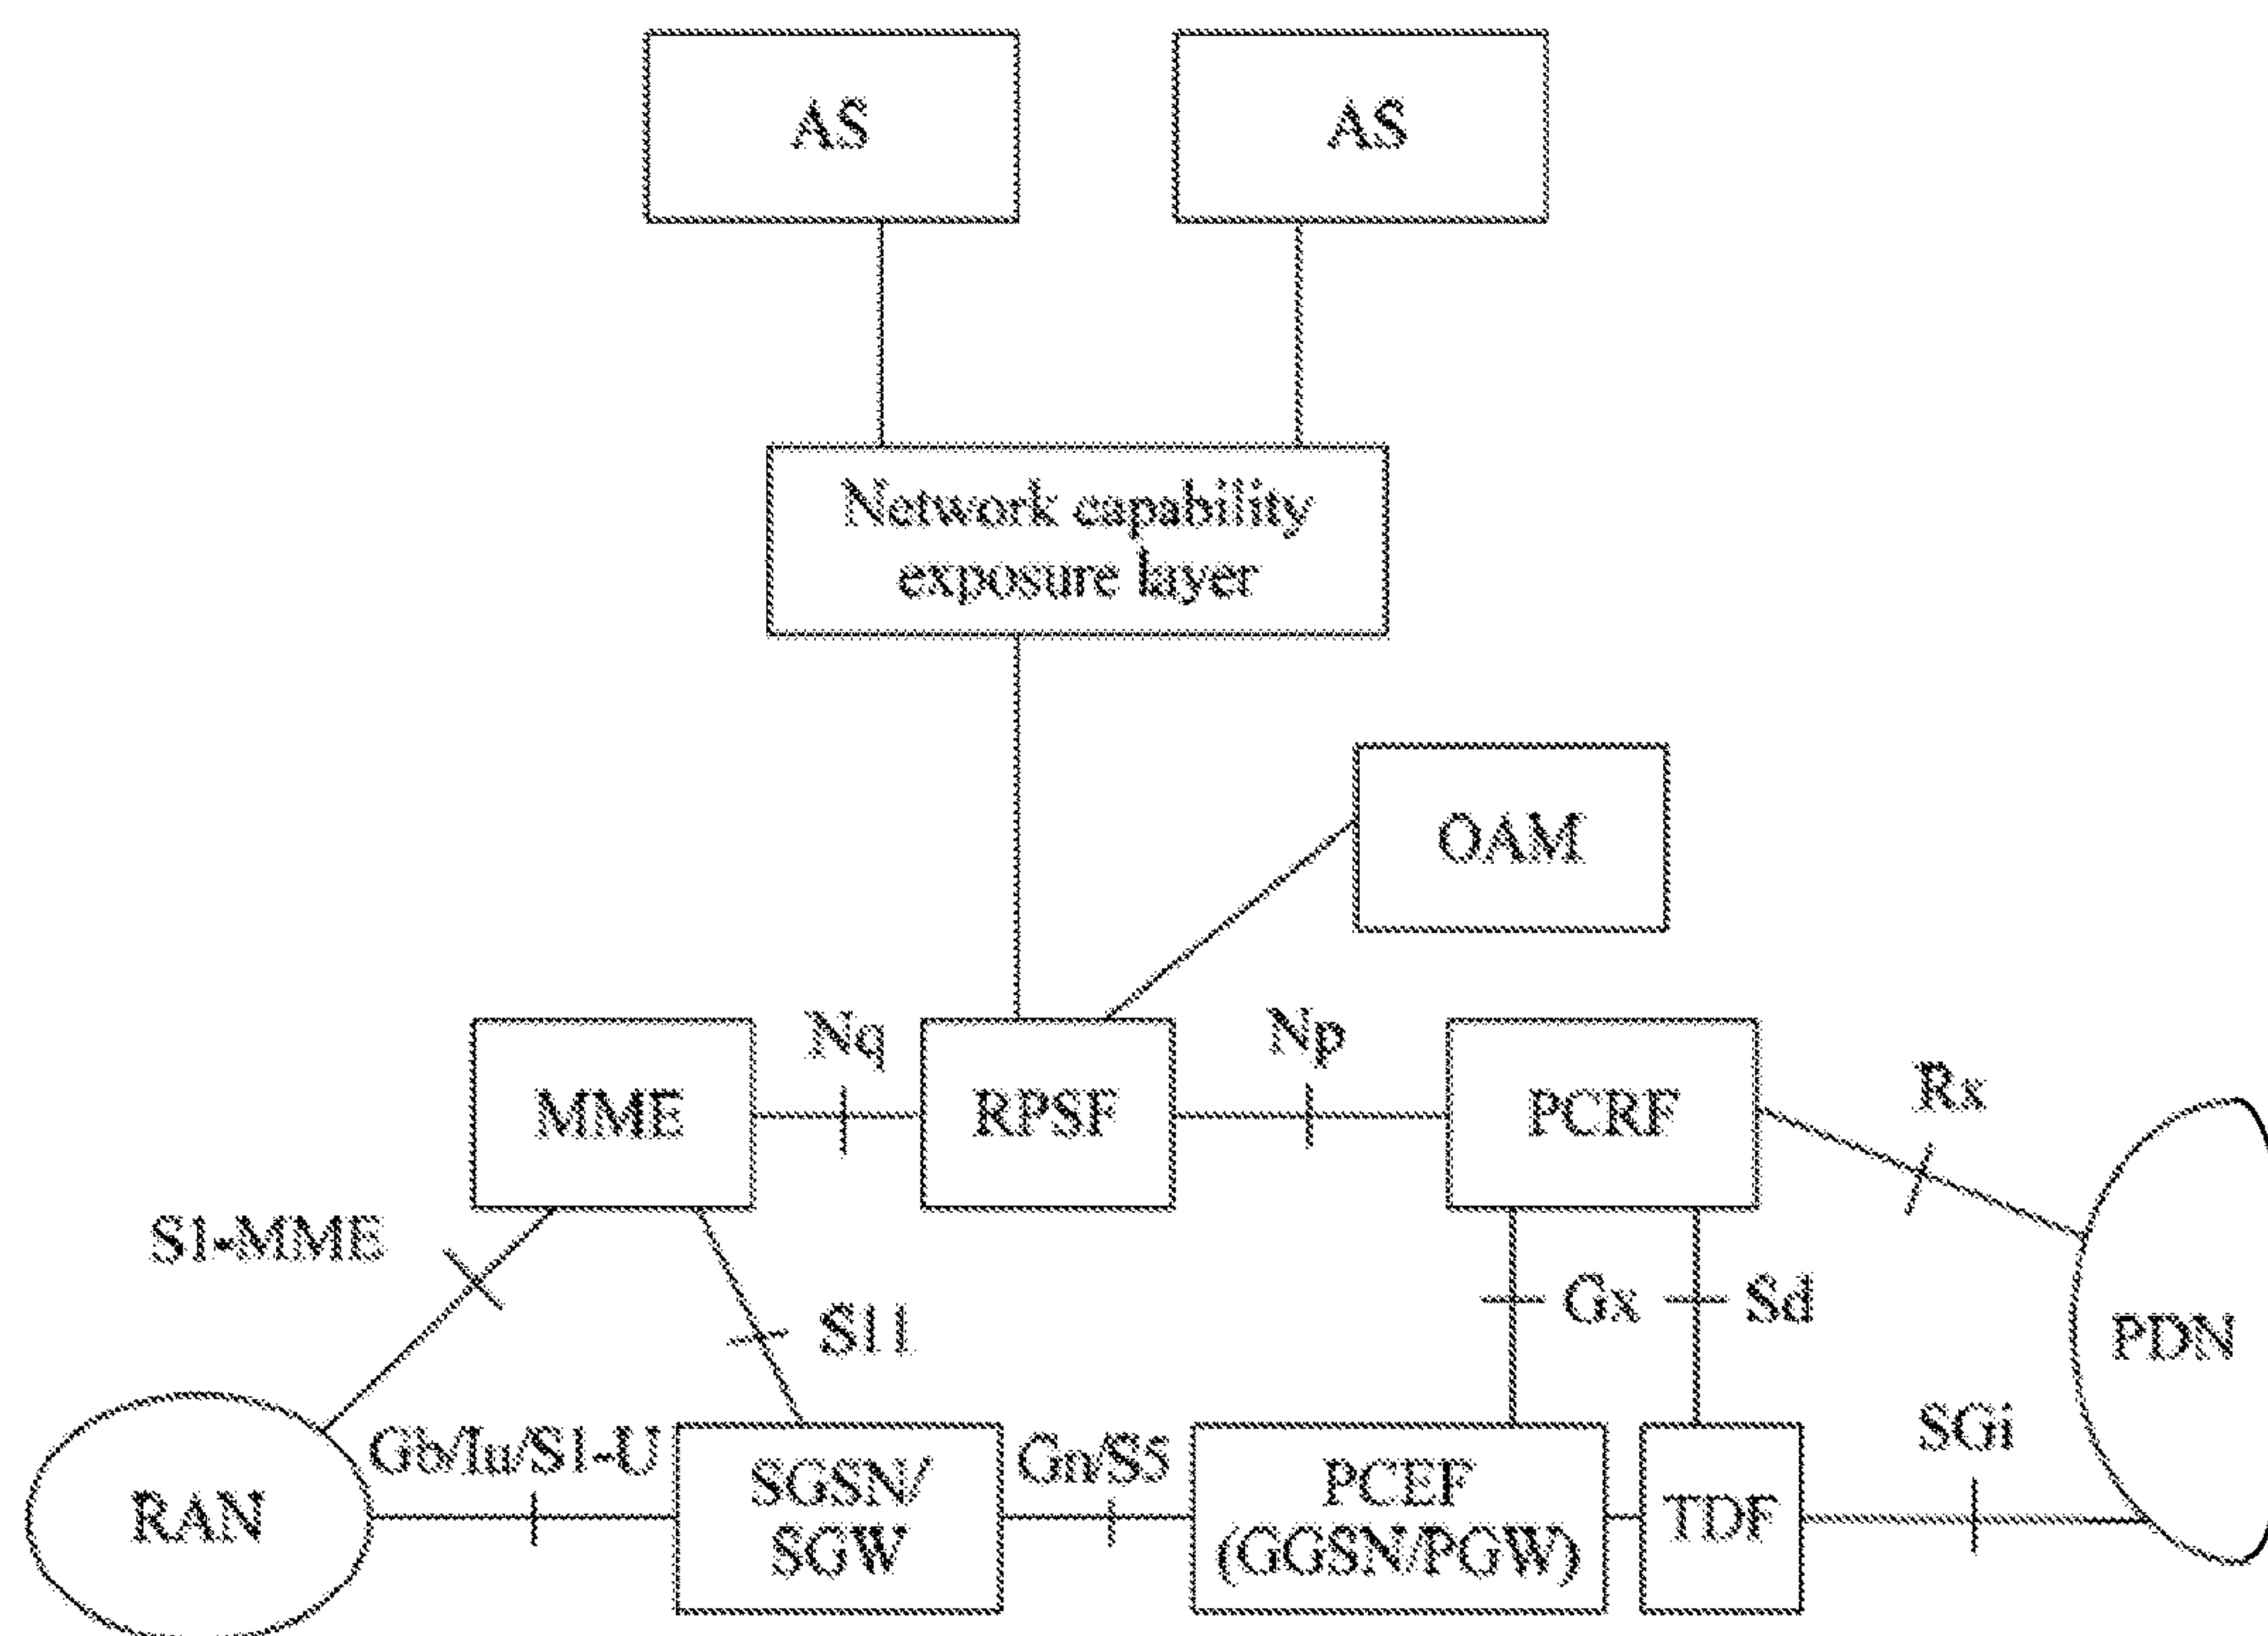 AS
AS
Network capability
exposure layer
OAM
Nq
Np
MME
RPSF
PCRF
Rx
S1-MME
S11
Gx
Sd
PDN
Gb/Iu/S1-U
Gn/S5
SGi
RAN
SGSN/
SGW
PCEF
(GGSN/PGW)
TDF